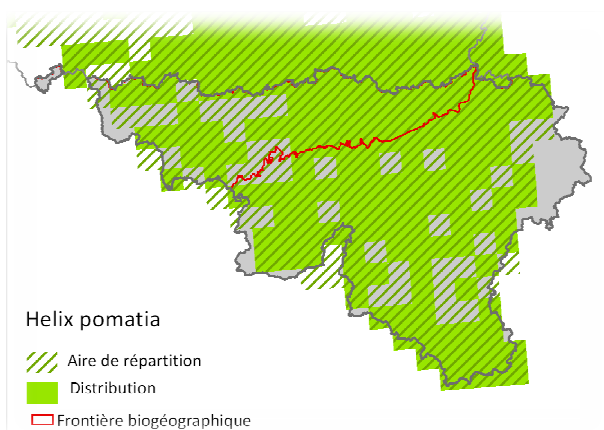 Helix pomatia
Aire de répartition
Distribution
Frontière biogéographique